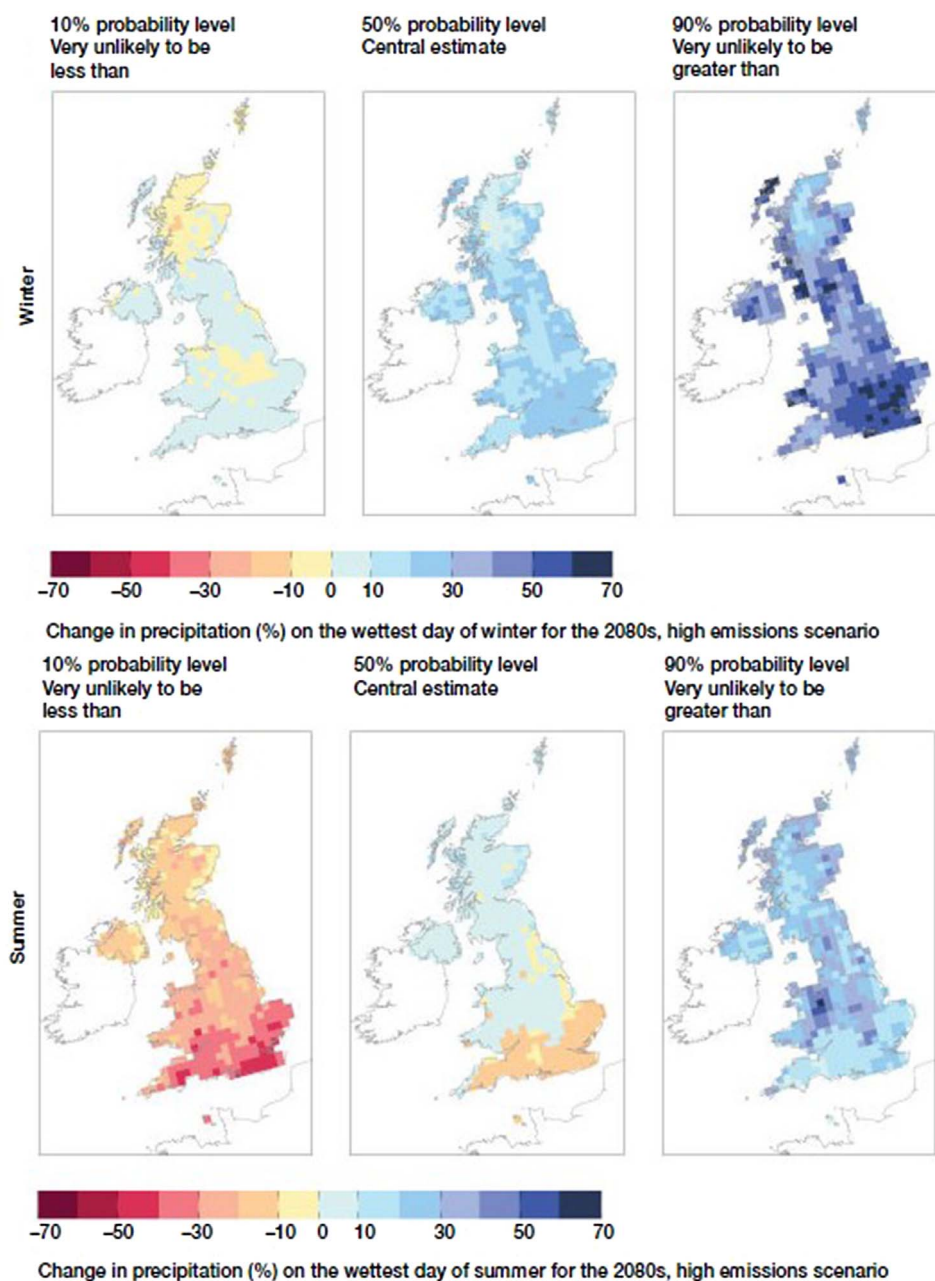 10% probability level
Very unlikely to be
less than
50% probability level
Central estimate
90% probability level
Very unlikely to be
greater than
Winter
−70 −50 −30 −10 0 10 30 50 70
Change in precipitation (%) on the wettest day of winter for the 2080s, high emissions scenario
10% probability level
Very unlikely to be
less than
50% probability level
Central estimate
90% probability level
Very unlikely to be
greater than
Summer
−70 −50 −30 −10 0 10 30 50 70
Change in precipitation (%) on the wettest day of summer for the 2080s, high emissions scenario